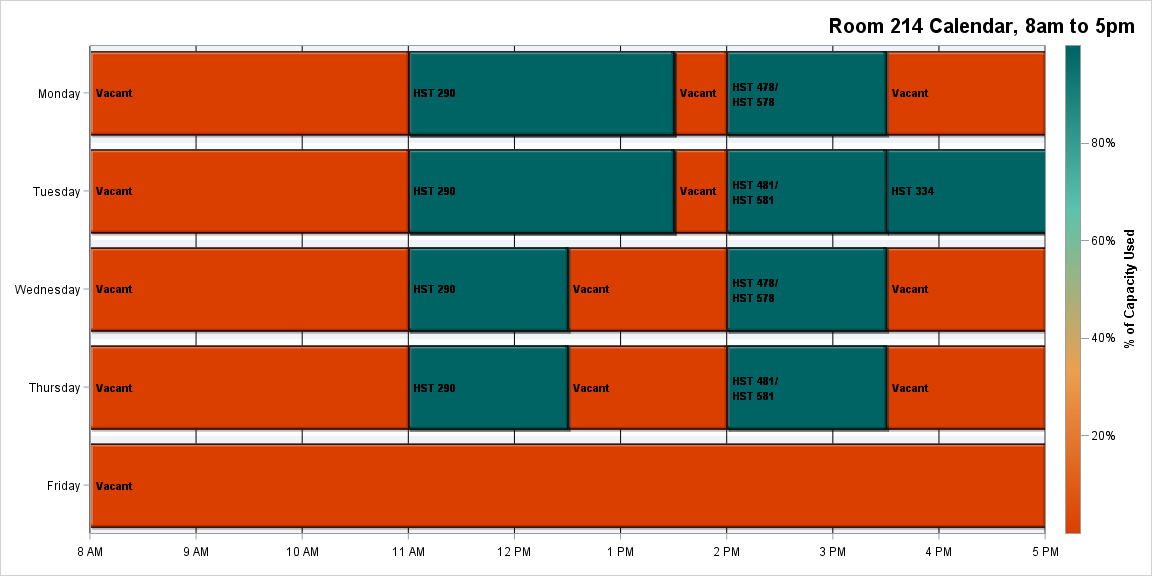 Room 214 Calendar, 8am to 5pm
Monday
Vacant
HST 290
Vacant
HST 478/
HST 578
Vacant
Tuesday
Vacant
HST 290
Vacant
HST 481/
HST 581
HST 334
Wednesday
Vacant
HST 290
Vacant
HST 478/
HST 578
Vacant
Thursday
Vacant
HST 290
Vacant
HST 481/
HST 581
Vacant
Friday
Vacant
8 AM
9 AM
10 AM
11 AM
12 PM
1 PM
2 PM
3 PM
4 PM
5 PM
80%
60%
40%
20%
% of Capacity Used